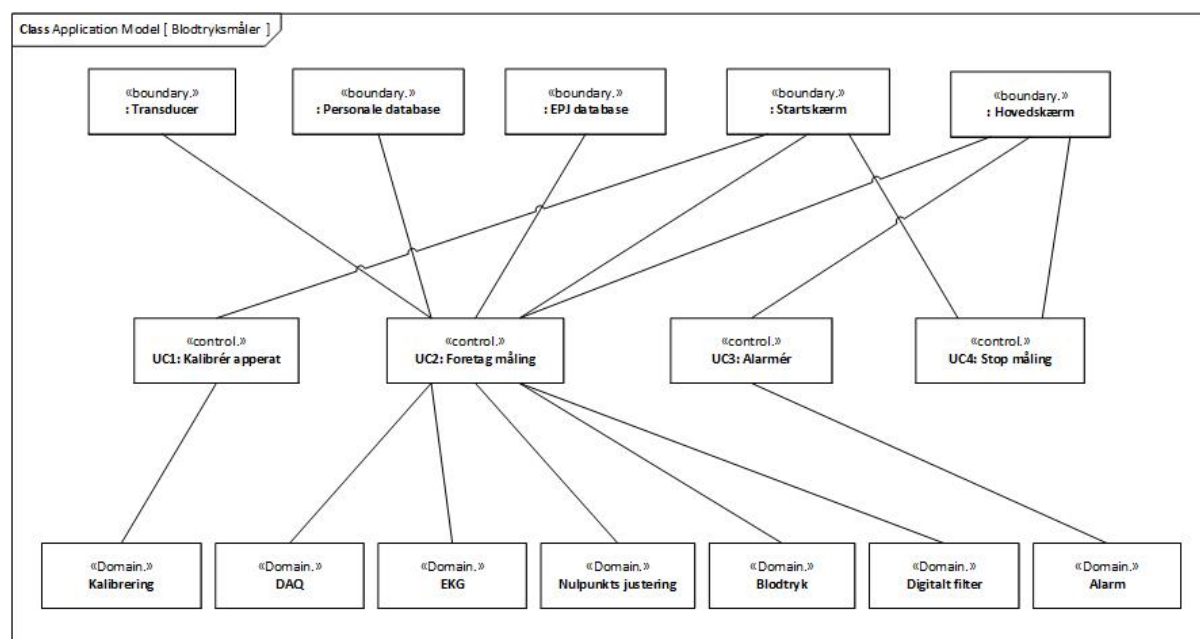 Class Application Model [ Blodtryksmåler ]
«boundary.»
: Transducer
«boundary.»
: Personale database
«boundary.»
: EPJ database
«boundary.»
: Startskærm
«boundary.»
: Hovedskærm
«control.»
UC1: Kalibrér apperat
«control.»
UC2: Foretag måling
«control.»
UC3: Alarmér
«control.»
UC4: Stop måling
«Domain.»
Kalibrering
«Domain.»
DAQ
«Domain.»
EKG
«Domain.»
Nulpunkts justering
«Domain.»
Blodtryk
«Domain.»
Digitalt filter
«Domain.»
Alarm